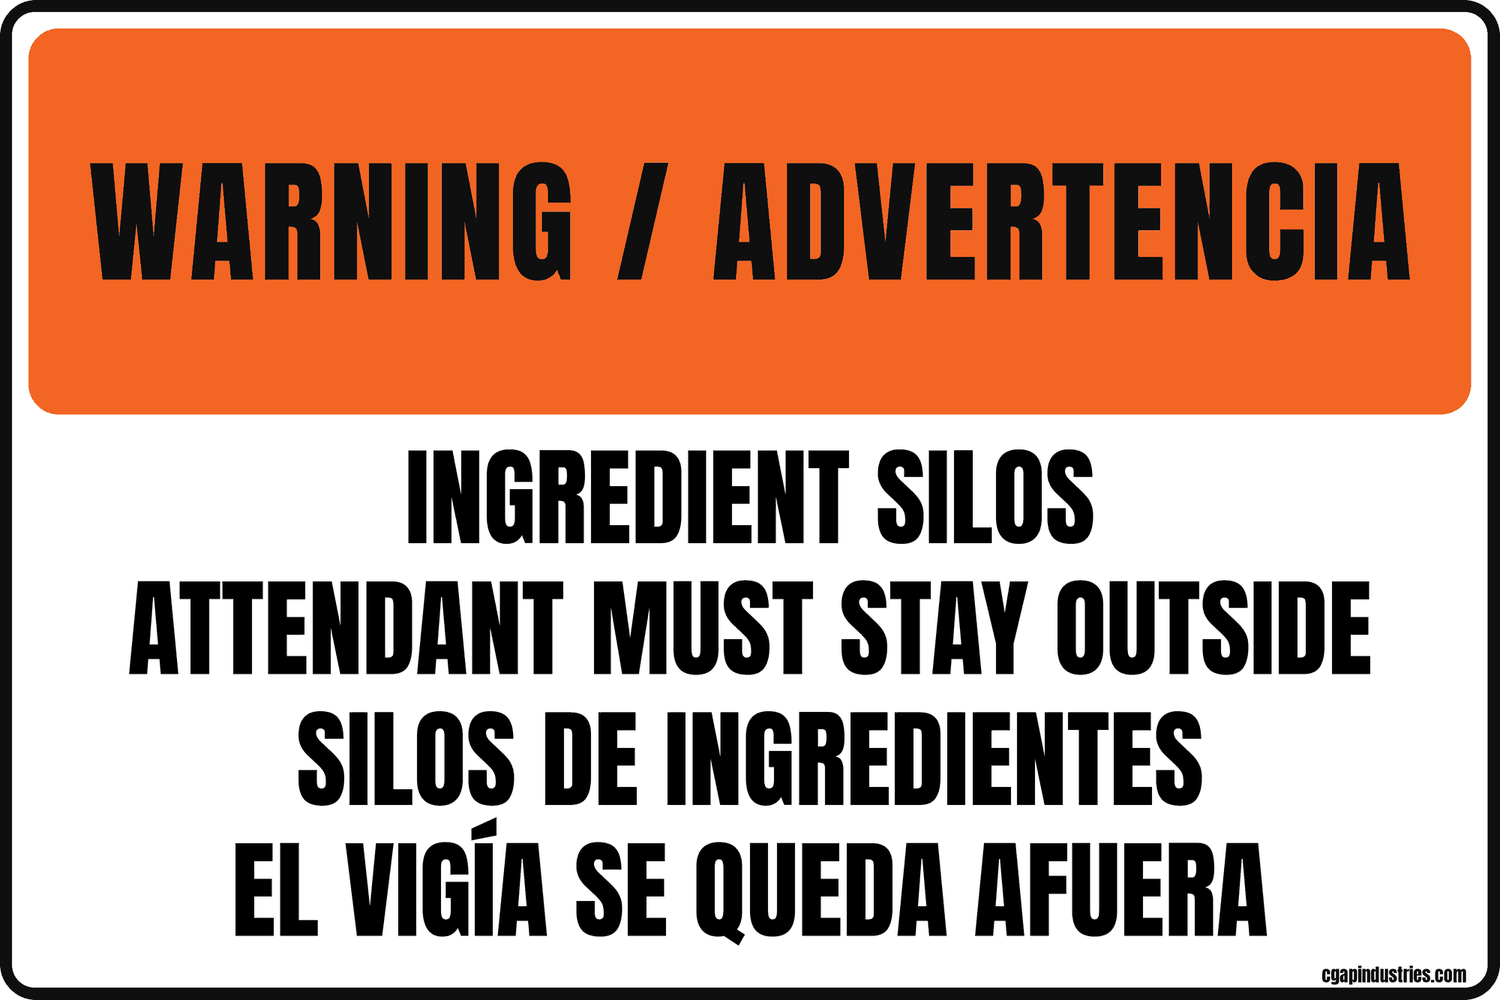 WARNING / ADVERTENCIA
INGREDIENT SILOS
ATTENDANT MUST STAY OUTSIDE
SILOS DE INGREDIENTES
EL VIGÍA SE QUEDA AFUERA
cgapindustries.com